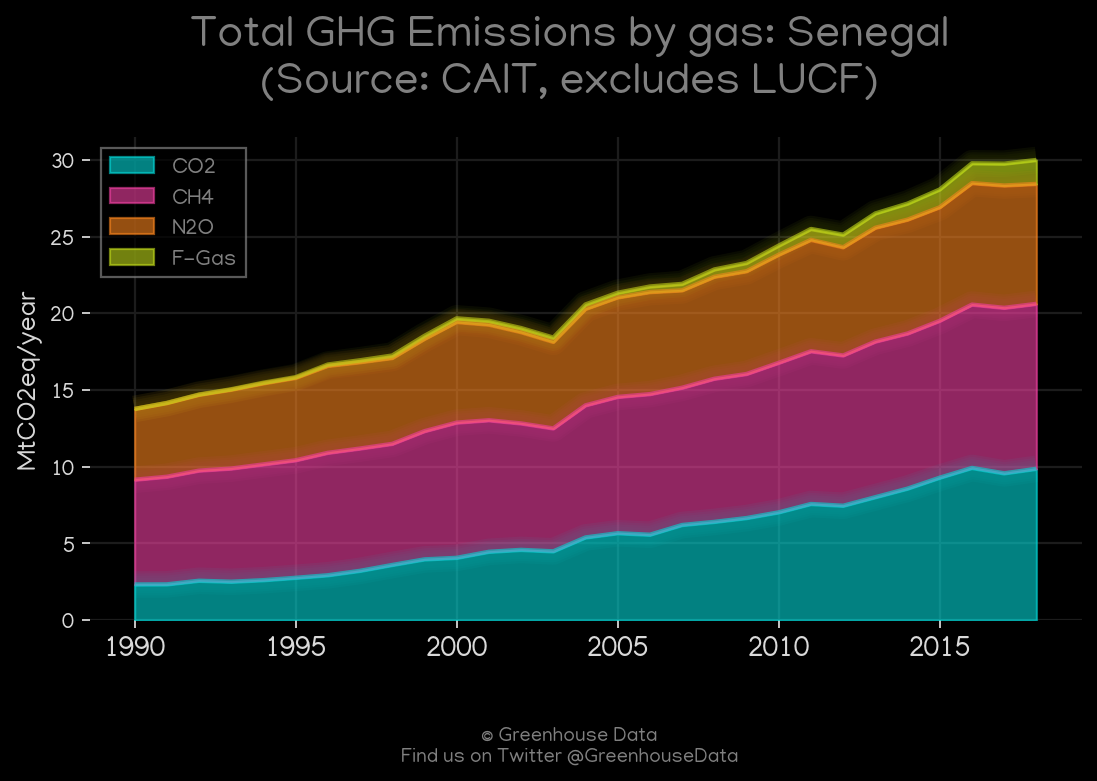 Total GHG Emissions by gas: Senegal
(Source: CAIT, excludes LUCF)
CO2
CH4
N2O
F-Gas
MtCO2eq/year
30
25
20
15
10
5
0
1990 1995 2000 2005 2010 2015
© Greenhouse Data
Find us on Twitter @GreenhouseData